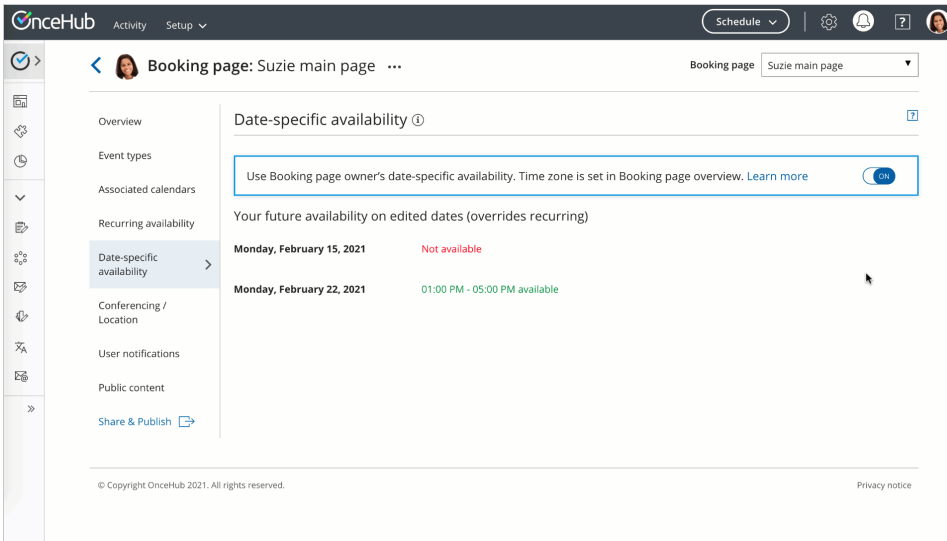 OnceHub Activity Setup Schedule ?
Booking page: Suzie main page ... Booking page Suzie main page
Overview
Event types
Associated calendars
Recurring availability
Date-specific
availability
Conferencing /
Location
User notifications
Public content
Share & Publish
Date-specific availability i ?
Use Booking page owner's date-specific availability. Time zone is set in Booking page overview. Learn more ON
Your future availability on edited dates (overrides recurring)
Monday, February 15, 2021 Not available
Monday, February 22, 2021 01:00 PM - 05:00 PM available
© Copyright OnceHub 2021. All rights reserved. Privacy notice